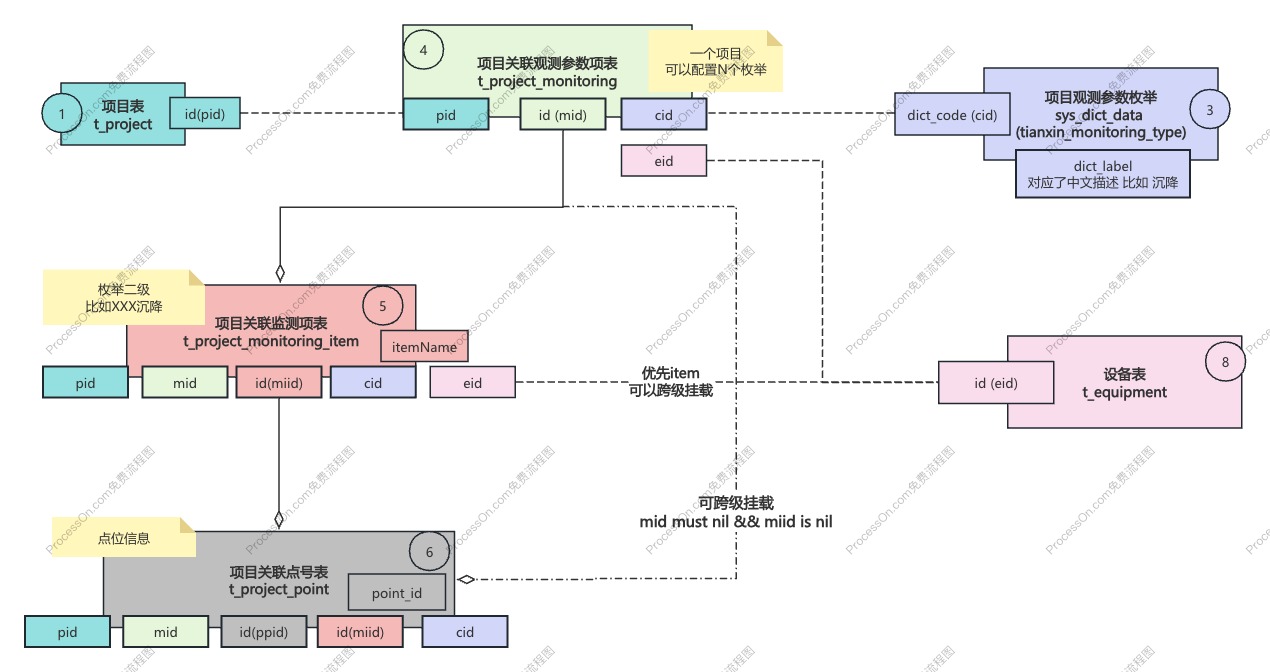 4
项目关联观测参数项表
t_project_monitoring
一个项目
可以配置N个枚举
1
项目表
t_project
id(pid)
pid
id (mid)
cid
eid
dict_code (cid)
项目观测参数枚举
sys_dict_data
(tianxin_monitoring_type)
3
dict_label
对应了中文描述 比如 沉降
枚举二级
比如XXX沉降
5
项目关联监测项表
t_project_monitoring_item
itemName
pid
mid
id(miid)
cid
eid
优先item
可以跨级挂载
id (eid)
设备表
t_equipment
8
可跨级挂载
mid must nil && miid is nil
点位信息
6
项目关联点号表
t_project_point
point_id
pid
mid
id(ppid)
id(miid)
cid
ProcessOn.com免费流程图